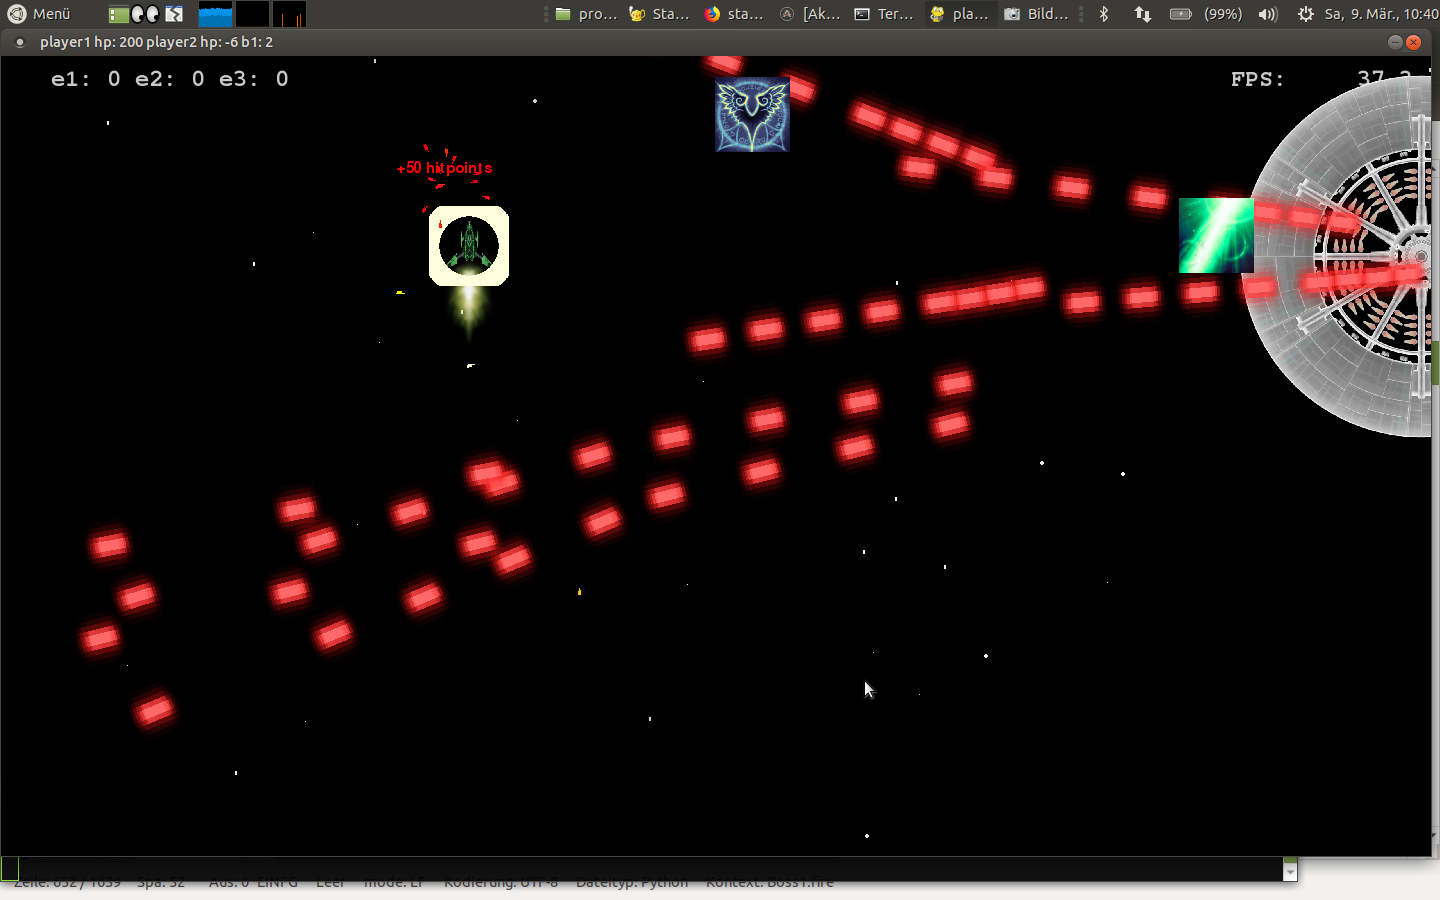 Menü pro... Sta... sta... [Ak... Ter... pla... Bild... (99%) Sa, 9. Mär., 10:40
player1 hp: 200 player2 hp: -6 b1: 2
e1: 0 e2: 0 e3: 0 FPS: 37.2
+50 hitpoints
Zeile: 652 / 1039 Spa: 52 Aus: 0 EINFG Leer mode: LF Kodierung: UTF-8 Dateityp: Python Kontext: Boss1.fire